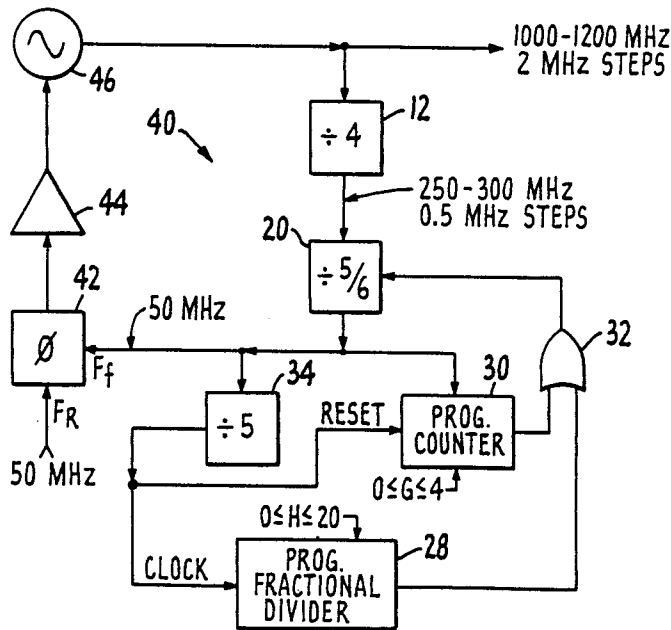 46
1000-1200 MHz
2 MHz STEPS
40
÷ 4
12
44
250-300 MHz
0.5 MHz STEPS
20
÷ 5/6
42
50 MHz
Ø
Ff
32
34
30
FR
÷ 5
RESET
PROG.
COUNTER
50 MHz
0≤G≤4
0≤H≤20
28
CLOCK
PROG.
FRACTIONAL
DIVIDER